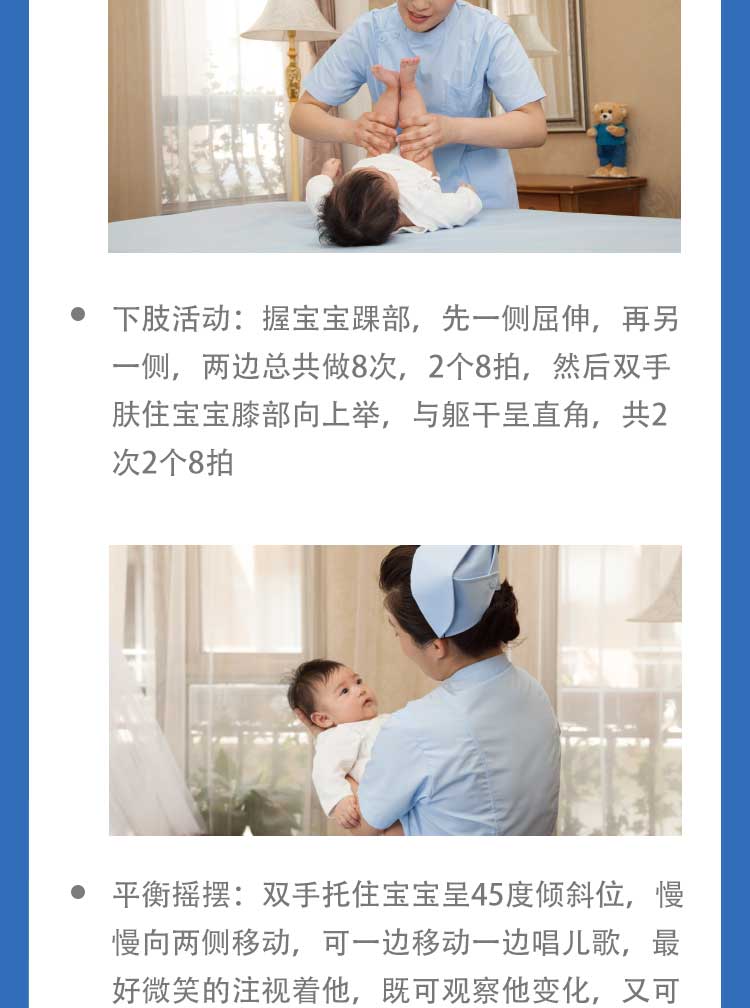 下肢活动：握宝宝踝部，先一侧屈伸，再另
一侧，两边总共做8次，2个8拍，然后双手
肤住宝宝膝部向上举，与躯干呈直角，共2
次2个8拍
平衡摇摆：双手托住宝宝呈45度倾斜位，慢
慢向两侧移动，可一边移动一边唱儿歌，最
好微笑的注视着他，既可观察他变化，又可